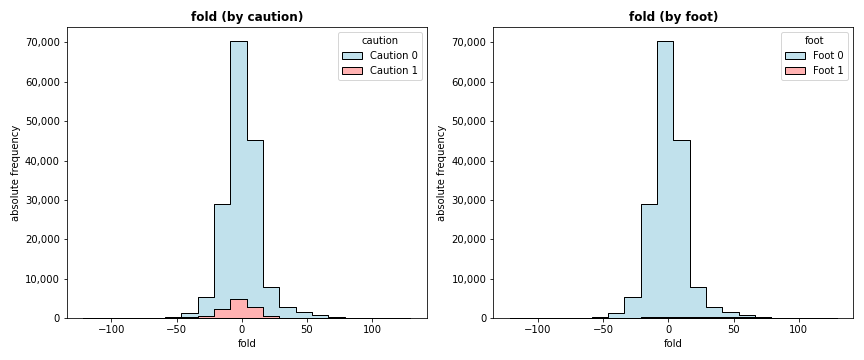 fold (by caution)
caution
Caution 0
Caution 1
70,000
60,000
50,000
40,000
30,000
20,000
10,000
0
absolute frequency
−100
−50
0
50
100
fold
fold (by foot)
foot
Foot 0
Foot 1
70,000
60,000
50,000
40,000
30,000
20,000
10,000
0
absolute frequency
−100
−50
0
50
100
fold